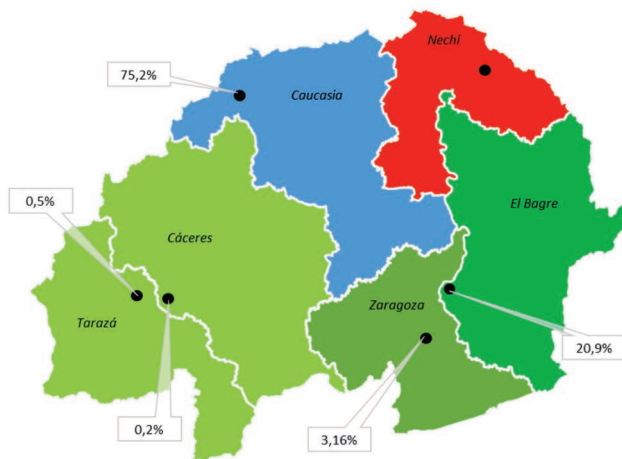 Nechí
75,2%
Caucasia
0,5%
El Bagre
Cáceres
Zaragoza
Tarazá
20,9%
0,2%
3,16%